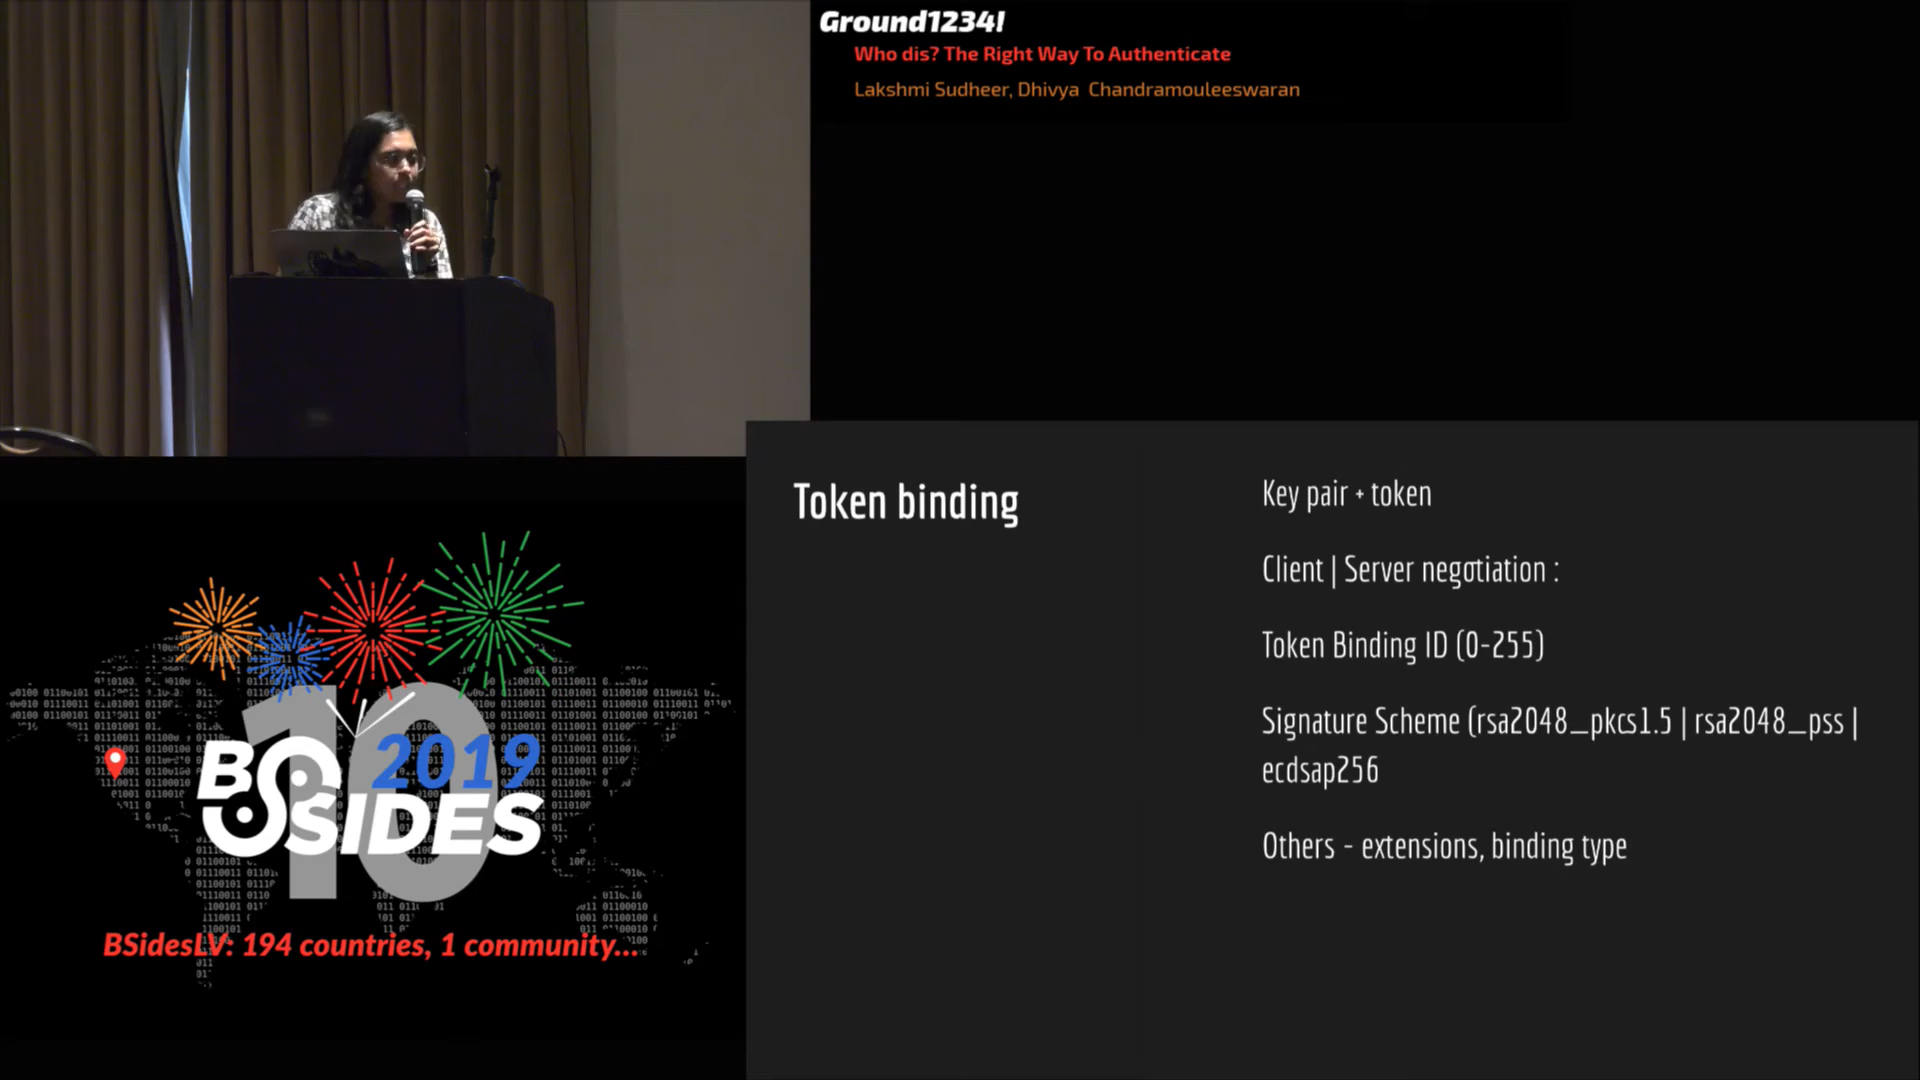 Ground1234!
Who dis? The Right Way To Authenticate
Lakshmi Sudheer, Dhivya Chandramouleeswaran
Token binding
Key pair + token
Client | Server negotiation :
Token Binding ID (0-255)
Signature Scheme (rsa2048_pkcs1.5 | rsa2048_pss |
ecdsap256
Others - extensions, binding type
10
2019
BSIDES
BSidesLV: 194 countries, 1 community...